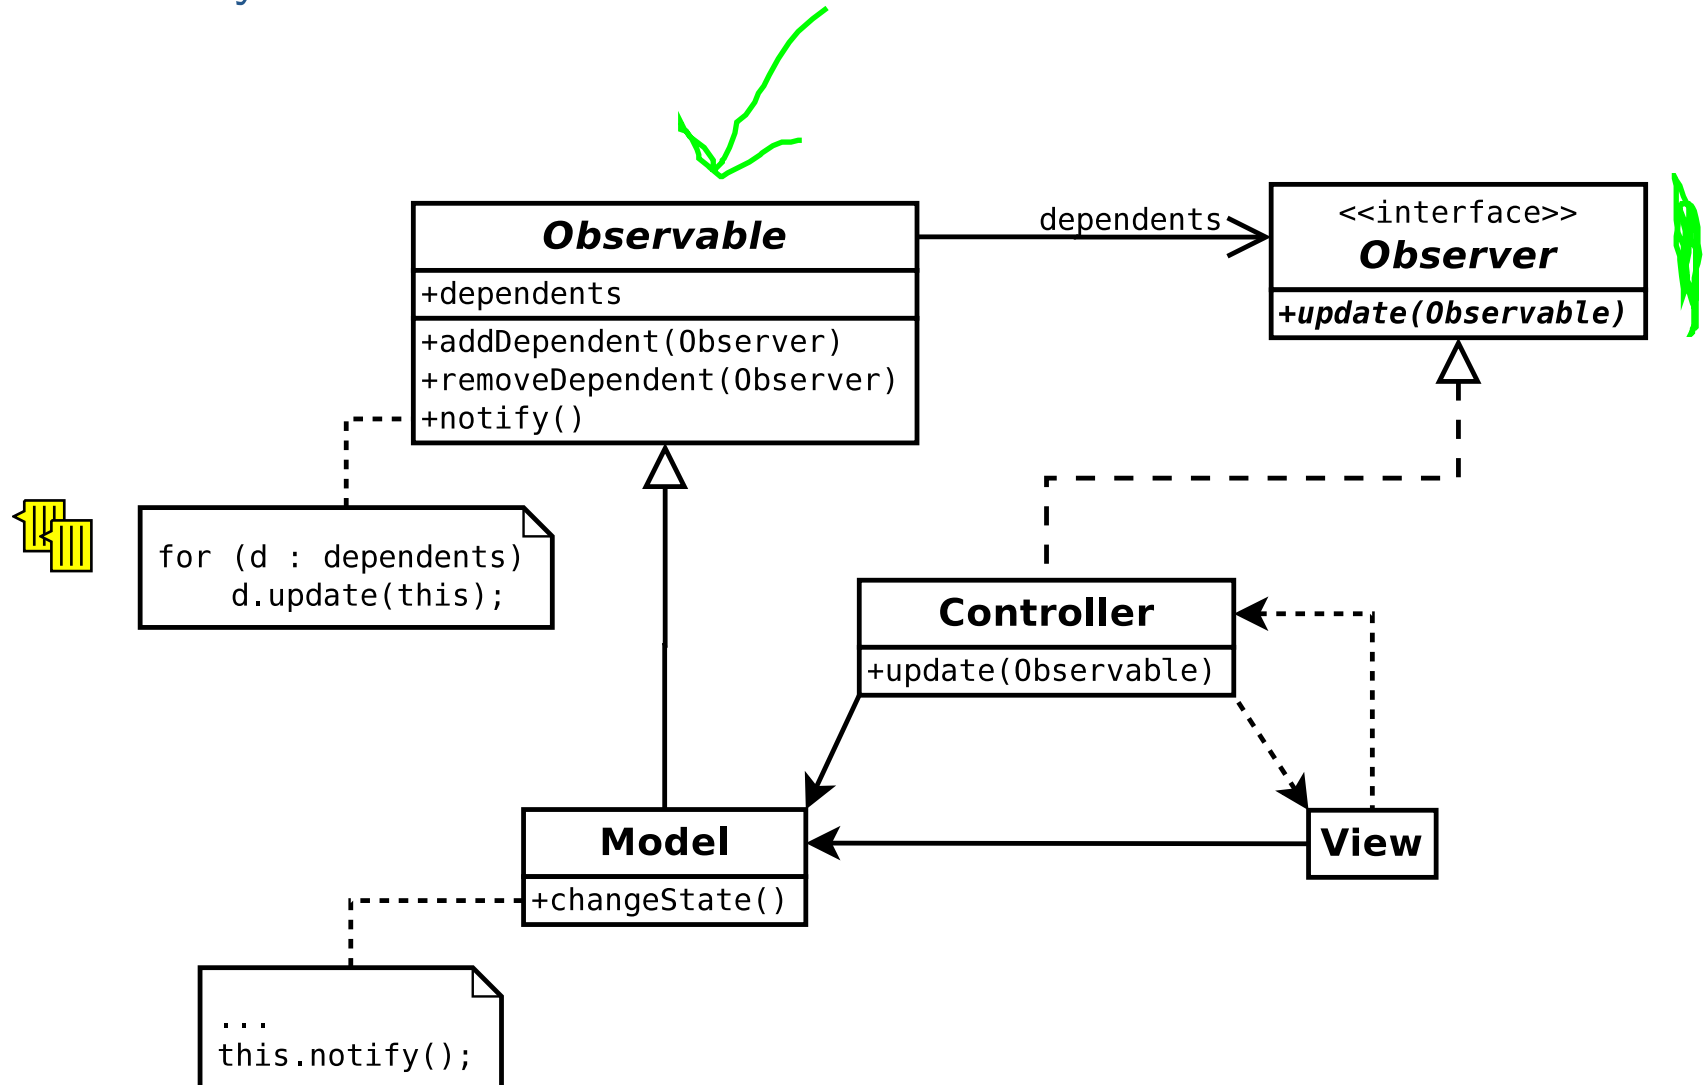 Observable
+dependents
+addDependent(Observer)
+removeDependent(Observer)
+notify()
dependents
<<interface>>
Observer
+update(Observable)
for (d : dependents)
d.update(this);
Controller
+update(Observable)
Model
+changeState()
View
...
this.notify();